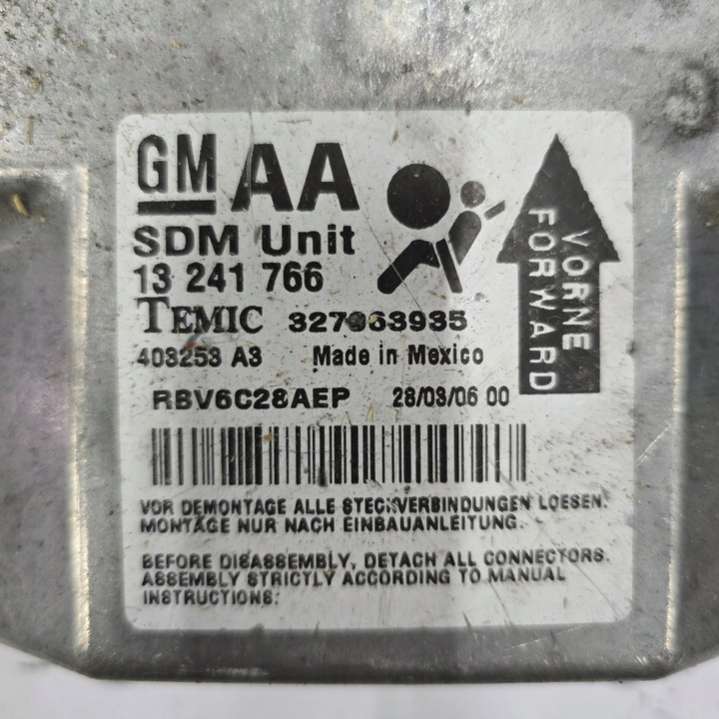 GM AA
SDM Unit
13 241 766
TEMIC 327963935
403253 A3 Made in Mexico
RBV6C28AEP 28/03/06 00
VORNE
FORWARD
VOR DEMONTAGE ALLE STECKVERBINDUNGEN LOESEN.
MONTAGE NUR NACH EINBAUANLEITUNG.
BEFORE DISASSEMBLY, DETACH ALL CONNECTORS.
ASSEMBLY STRICTLY ACCORDING TO MANUAL
INSTRUCTIONS.